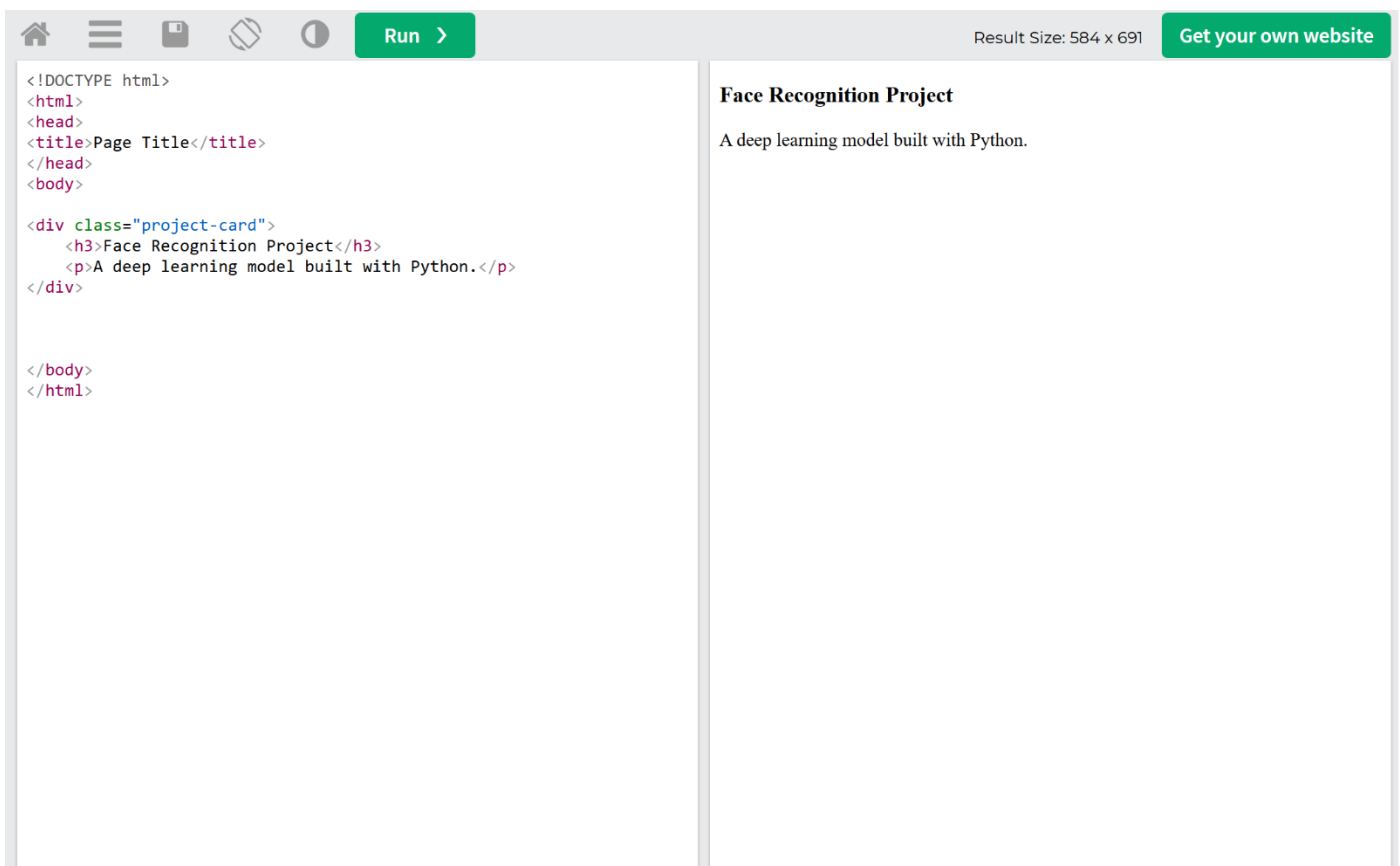 Run ❯
Result Size: 584 x 691
Get your own website
<!DOCTYPE html>
<html>
<head>
<title>Page Title</title>
</head>
<body>
<div class="project-card">
    <h3>Face Recognition Project</h3>
    <p>A deep learning model built with Python.</p>
</div>
</body>
</html>
Face Recognition Project
A deep learning model built with Python.